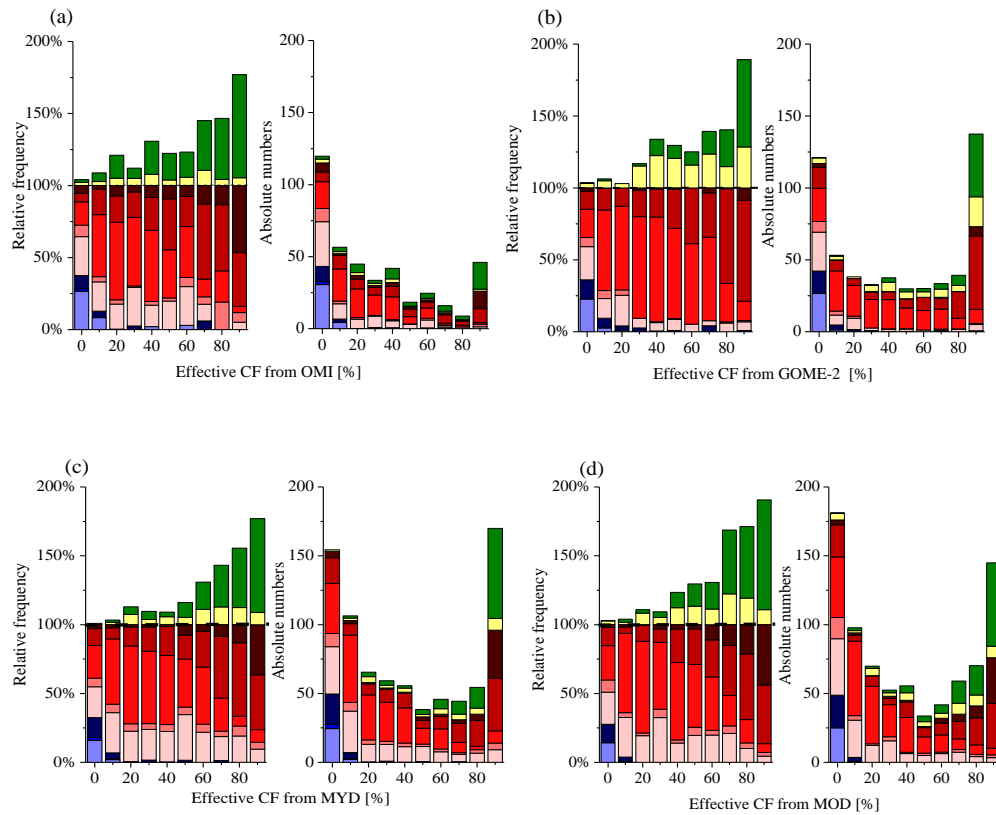 (a)
200%
150%
100%
50%
0%
Relative frequency
0 20 40 60 80
200
100
0
Absolute numbers
0 20 40 60 80
Effective CF from OMI [%]
(b)
200%
150%
100%
50%
0%
Relative frequency
0 20 40 60 80
200
150
100
50
0
Absolute numbers
0 20 40 60 80
Effective CF from GOME-2 [%]
(c)
200%
100%
50%
0%
Relative frequency
0 20 40 60 80
200
150
100
50
0
Absolute numbers
0 20 40 60 80
Effective CF from MYD [%]
(d)
200%
150%
100%
50%
0%
Relative frequency
0 20 40 60 80
200
150
100
50
0
Absolute numbers
0 20 40 60 80
Effective CF from MOD [%]